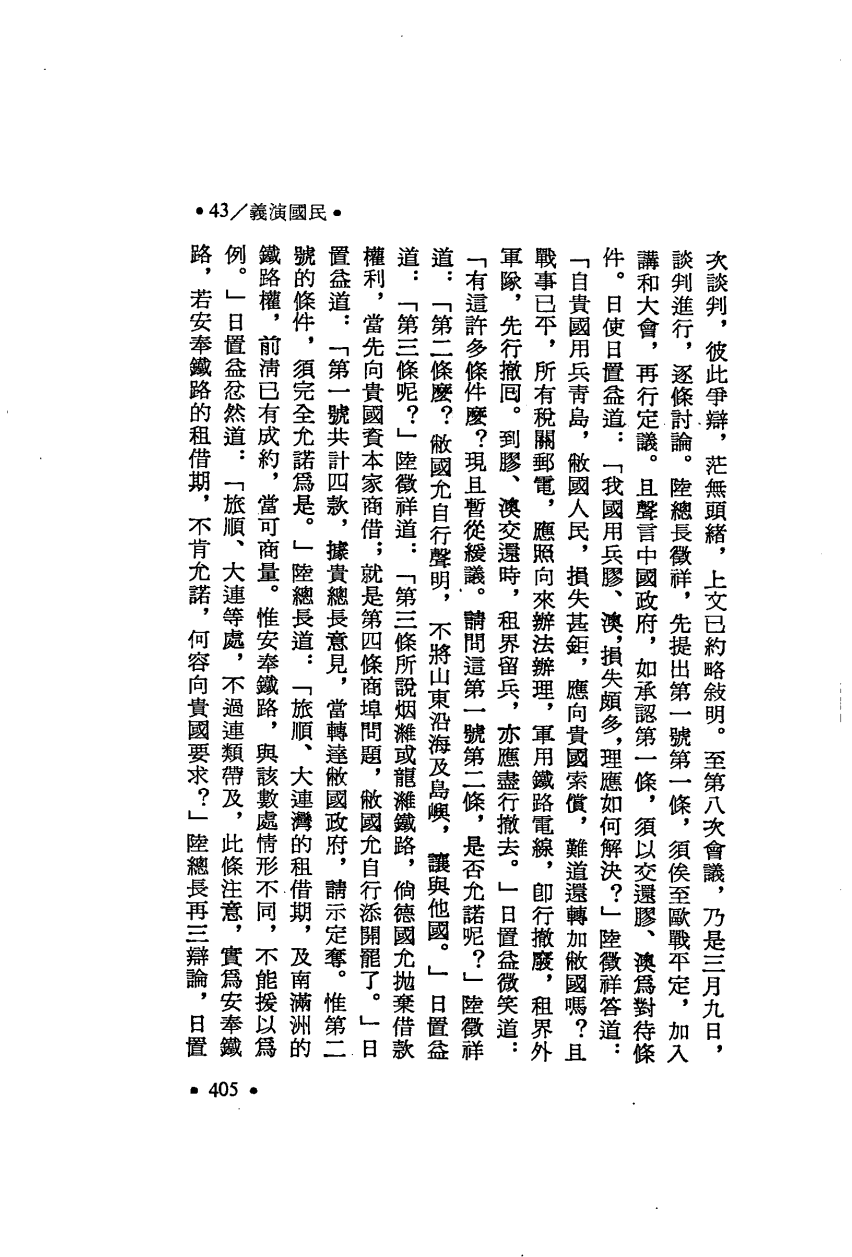 •43／義演國民•
次談判，彼此爭辯，茫無頭緒，上文已約略敍明。至第八次會議，乃是三月九日，
談判進行，逐條討論。陸總長徵祥，先提出第一號第一條，須俟至歐戰平定，加入
講和大會，再行定議。且聲言中國政府，如承認第一條，須以交還膠、澳爲對待條
件。日使日置益道：「我國用兵膠、澳，損失頗多，理應如何解決？」陸徵祥答道：
「自貴國用兵青島，敝國人民，損失甚鉅，應向貴國索償，難道還轉加敝國嗎？且
戰事已平，所有稅關郵電，應照向來辦法辦理，軍用鐵路電線，卽行撤廢，租界外
軍隊，先行撤回。到膠、澳交還時，租界留兵，亦應盡行撤去。」日置益微笑道：
「有這許多條件麼？現且暫從緩議。請問這第一號第二條，是否允諾呢？」陸徵祥
道：「第二條麼？敝國允自行聲明，不將山東沿海及島嶼，讓與他國。」日置益
道：「第三條呢？」陸徵祥道：「第三條所說烟濰或龍濰鐵路，倘德國允拋棄借款
權利，當先向貴國資本家商借；就是第四條商埠問題，敝國允自行添開罷了。」日
置益道：「第一號共計四款，據貴總長意見，當轉達敝國政府，請示定奪。惟第二
號的條件，須完全允諾爲是。」陸總長道：「旅順、大連灣的租借期，及南滿洲的
鐵路權，前清已有成約，當可商量。惟安奉鐵路，與該數處情形不同，不能援以爲
例。」日置益忿然道：「旅順、大連等處，不過連類帶及，此條注意，實爲安奉鐵
路，若安奉鐵路的租借期，不肯允諾，何容向貴國要求？」陸總長再三辯論，日置
•405•